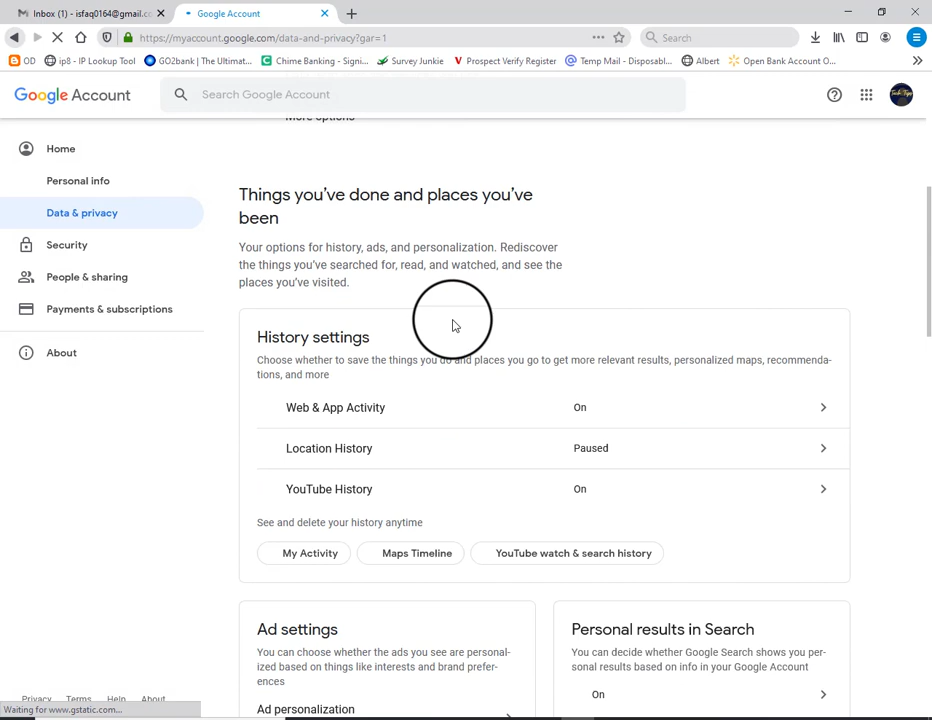 Inbox (1) - isfaq0164@gmail.cc
Google Account
https://myaccount.google.com/data-and-privacy?gar=1
Search
OD
ip8 - IP Lookup Tool
GO2bank | The Ultimat...
Chime Banking - Signi...
Survey Junkie
Prospect Verify Register
Temp Mail - Disposabl...
Albert
Open Bank Account O...
Google Account
Search Google Account
More options
Home
Personal info
Data & privacy
Security
People & sharing
Payments & subscriptions
About
Things you've done and places you've
been
Your options for history, ads, and personalization. Rediscover
the things you've searched for, read, and watched, and see the
places you've visited.
History settings
Choose whether to save the things you do and places you go to get more relevant results, personalized maps, recommenda-
tions, and more
Web & App Activity
On
Location History
Paused
YouTube History
On
See and delete your history anytime
My Activity
Maps Timeline
YouTube watch & search history
Ad settings
You can choose whether the ads you see are personal-
ized based on things like interests and brand prefer-
ences
Ad personalization
Personal results in Search
You can decide whether Google Search shows you per-
sonal results based on info in your Google Account
On
Privacy
Terms
Help
About
Waiting for www.gstatic.com...